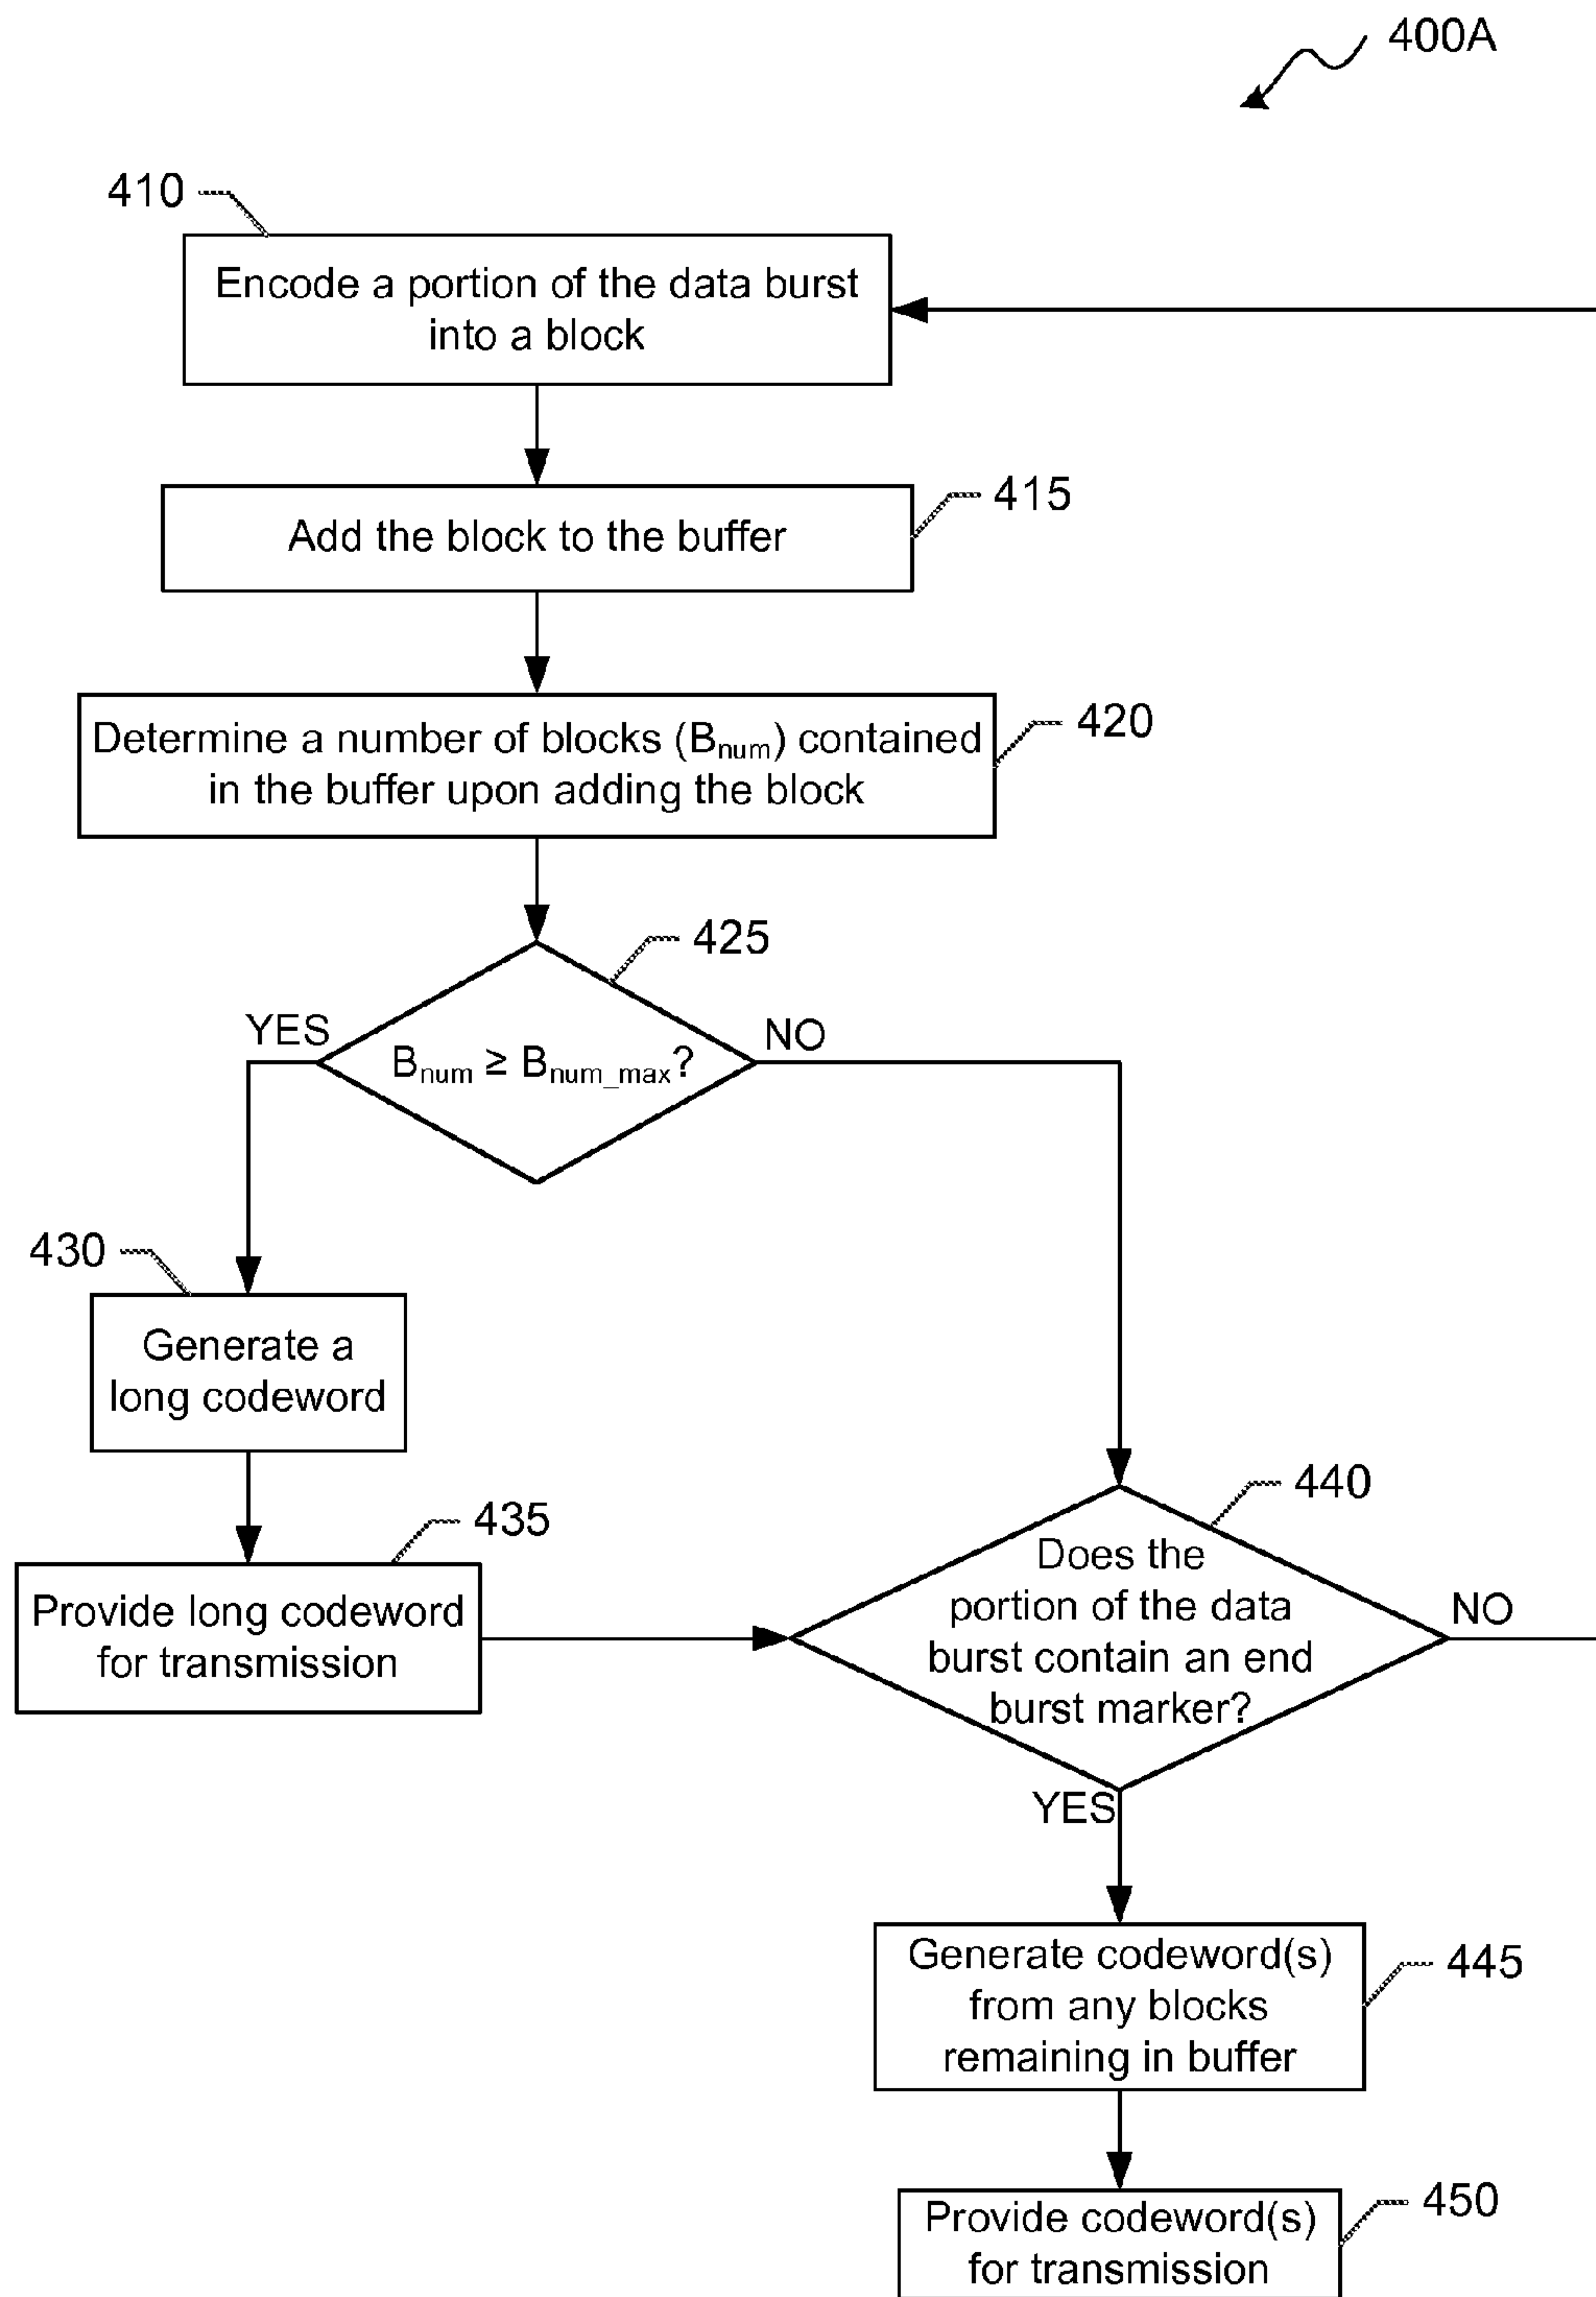 400A
410
Encode a portion of the data burst
into a block
415
Add the block to the buffer
420
Determine a number of blocks (Bnum) contained
in the buffer upon adding the block
425
YES
NO
Bnum ≥ Bnum_max?
430
Generate a
long codeword
435
Provide long codeword
for transmission
440
Does the
portion of the data
burst contain an end
burst marker?
NO
YES
445
Generate codeword(s)
from any blocks
remaining in buffer
450
Provide codeword(s)
for transmission